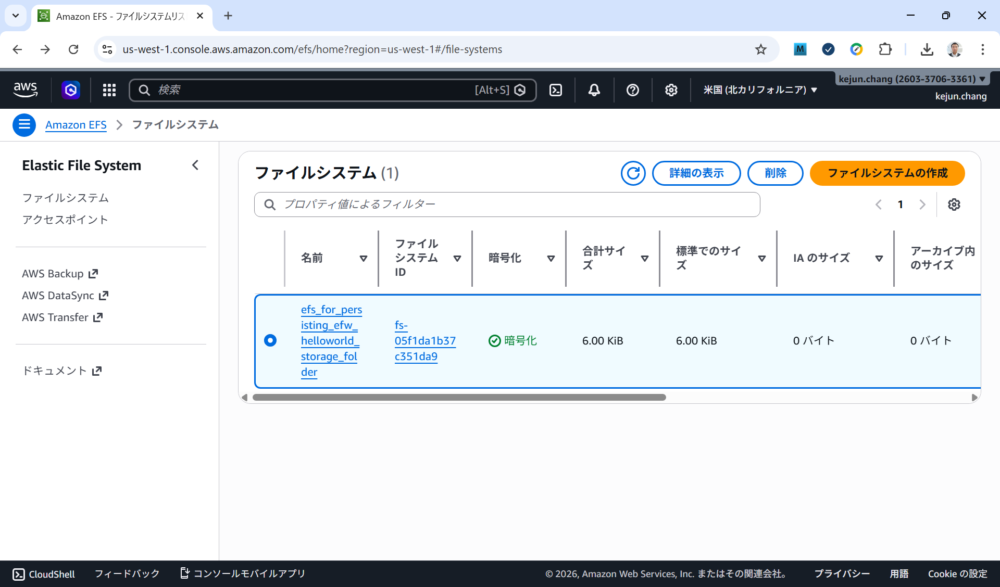 Amazon EFS - ファイルシステムリス
us-west-1.console.aws.amazon.com/efs/home?region=us-west-1#/file-systems
M
aws
検索
[Alt+S]
米国 (北カリフォルニア) ▼
kejun.chang (2603-3706-3361) ▼
kejun.chang
Amazon EFS > ファイルシステム
Elastic File System
ファイルシステム
アクセスポイント
AWS Backup
AWS DataSync
AWS Transfer
ドキュメント
ファイルシステム (1)
詳細の表示
削除
ファイルシステムの作成
プロパティ値によるフィルター
1
名前
ファイル
システム
ID
暗号化
合計サイ
ズ
標準でのサイ
ズ
IA のサイズ
アーカイブ内
のサイズ
efs_for_pers
isting_efw_
helloworld_
storage_fol
der
fs-
05f1da1b37
c351da9
暗号化
6.00 KiB
6.00 KiB
0 バイト
0 バイト
CloudShell
フィードバック
コンソールモバイルアプリ
© 2026, Amazon Web Services, Inc. またはその関連会社。
プライバシー
用語
Cookie の設定